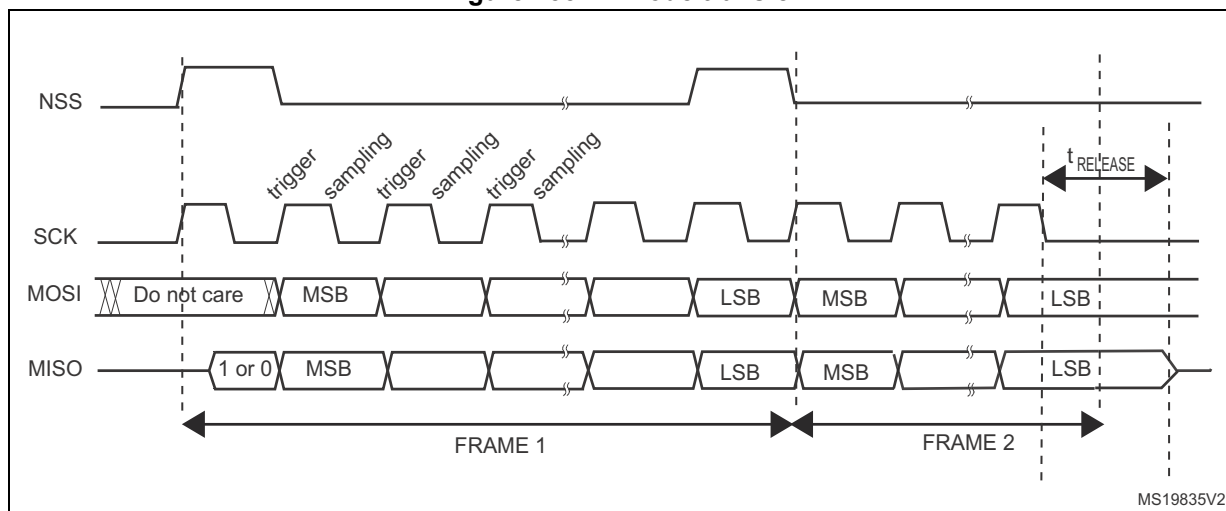 NSS
trigger sampling trigger sampling trigger sampling
t RELEASE
SCK
MOSI Do not care MSB LSB MSB LSB
MISO 1 or 0 MSB LSB MSB LSB
FRAME 1 FRAME 2
MS19835V2